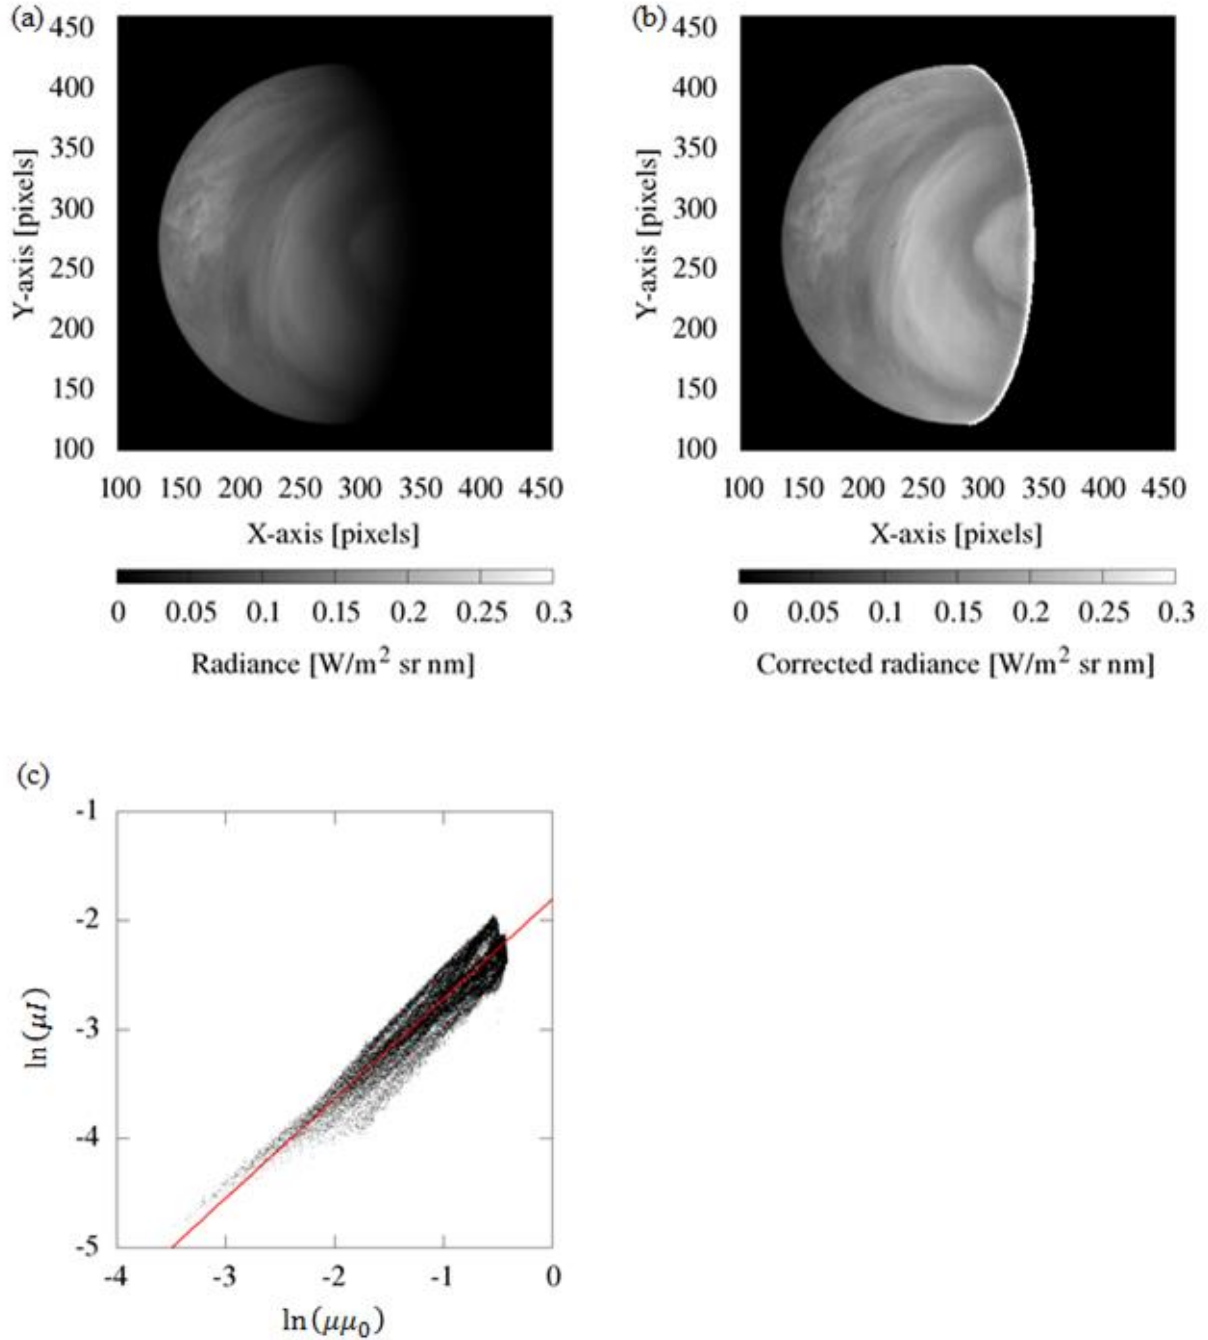 (a)
450
400
350
300
250
200
150
100
Y-axis [pixels]
100 150 200 250 300 350 400 450
X-axis [pixels]
0 0.05 0.1 0.15 0.2 0.25 0.3
Radiance [W/m² sr nm]
(b)
450
400
350
300
250
200
150
100
Y-axis [pixels]
100 150 200 250 300 350 400 450
X-axis [pixels]
0 0.05 0.1 0.15 0.2 0.25 0.3
Corrected radiance [W/m² sr nm]
(c)
-1
-2
-3
-4
-5
ln(μI)
-4 -3 -2 -1 0
ln(μμ₀)